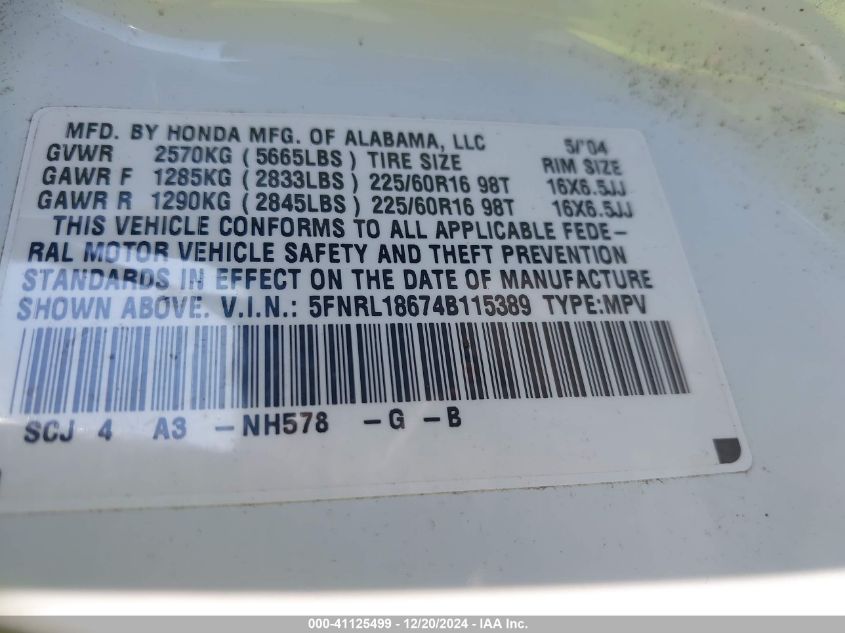 MFD. BY HONDA MFG. OF ALABAMA, LLC 5/'04
GVWR 2570KG (5665LBS) TIRE SIZE RIM SIZE
GAWR F 1285KG (2833LBS) 225/60R16 98T 16X6.5JJ
GAWR R 1290KG (2845LBS) 225/60R16 98T 16X6.5JJ
THIS VEHICLE CONFORMS TO ALL APPLICABLE FEDE-
RAL MOTOR VEHICLE SAFETY AND THEFT PREVENTION
STANDARDS IN EFFECT ON THE DATE OF MANUFACTURE
SHOWN ABOVE. V.I.N.: 5FNRL18674B115389 TYPE:MPV
SCJ 4 A3 -NH578 -G -B
000-41125499 - 12/20/2024 - IAA Inc.